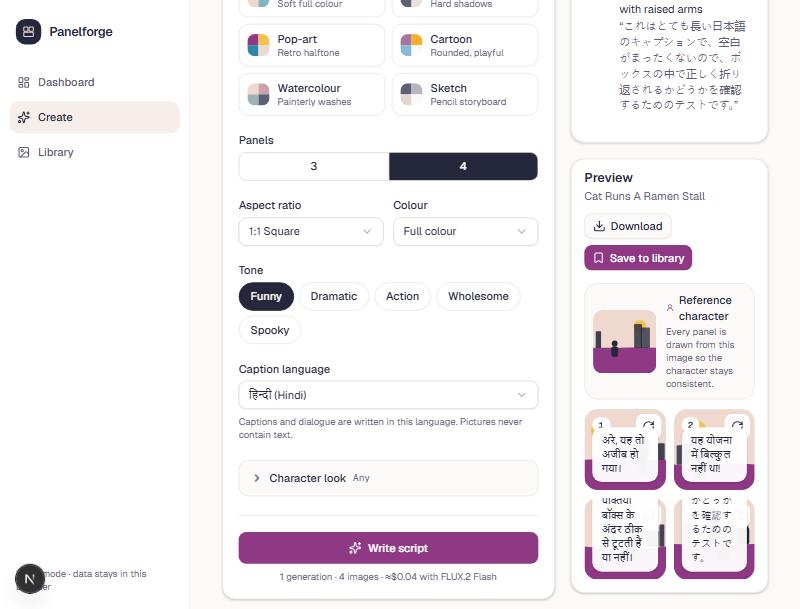 Panelforge
Dashboard
Create
Library
mode · data stays in this
Soft full colour
Hard shadows
Pop-art
Retro halftone
Cartoon
Rounded, playful
Watercolour
Painterly washes
Sketch
Pencil storyboard
Panels
3
4
Aspect ratio
Colour
1:1 Square
Full colour
Tone
Funny
Dramatic
Action
Wholesome
Spooky
Caption language
हिन्दी (Hindi)
Captions and dialogue are written in this language. Pictures never
contain text.
Character look Any
Write script
1 generation · 4 images · ≈$0.04 with FLUX.2 Flash
with raised arms
“これはとても長い日本語
のキャプションで、空白
がまったくないので、ボ
ックスの中で正しく折り
返されるかどうかを確認
するためのテストです。”
Preview
Cat Runs A Ramen Stall
Download
Save to library
Reference
character
Every panel is
drawn from this
image so the
character stays
consistent.
1
अरे, यह तो
अजीब हो
गया।
2
यह योजना
में बिल्कुल
नहीं था!
पंक्तियाँ
बॉक्स के
अंदर ठीक
से टूटती हैं
या नहीं।
かどうか
を確認す
るための
テストで
す。
N